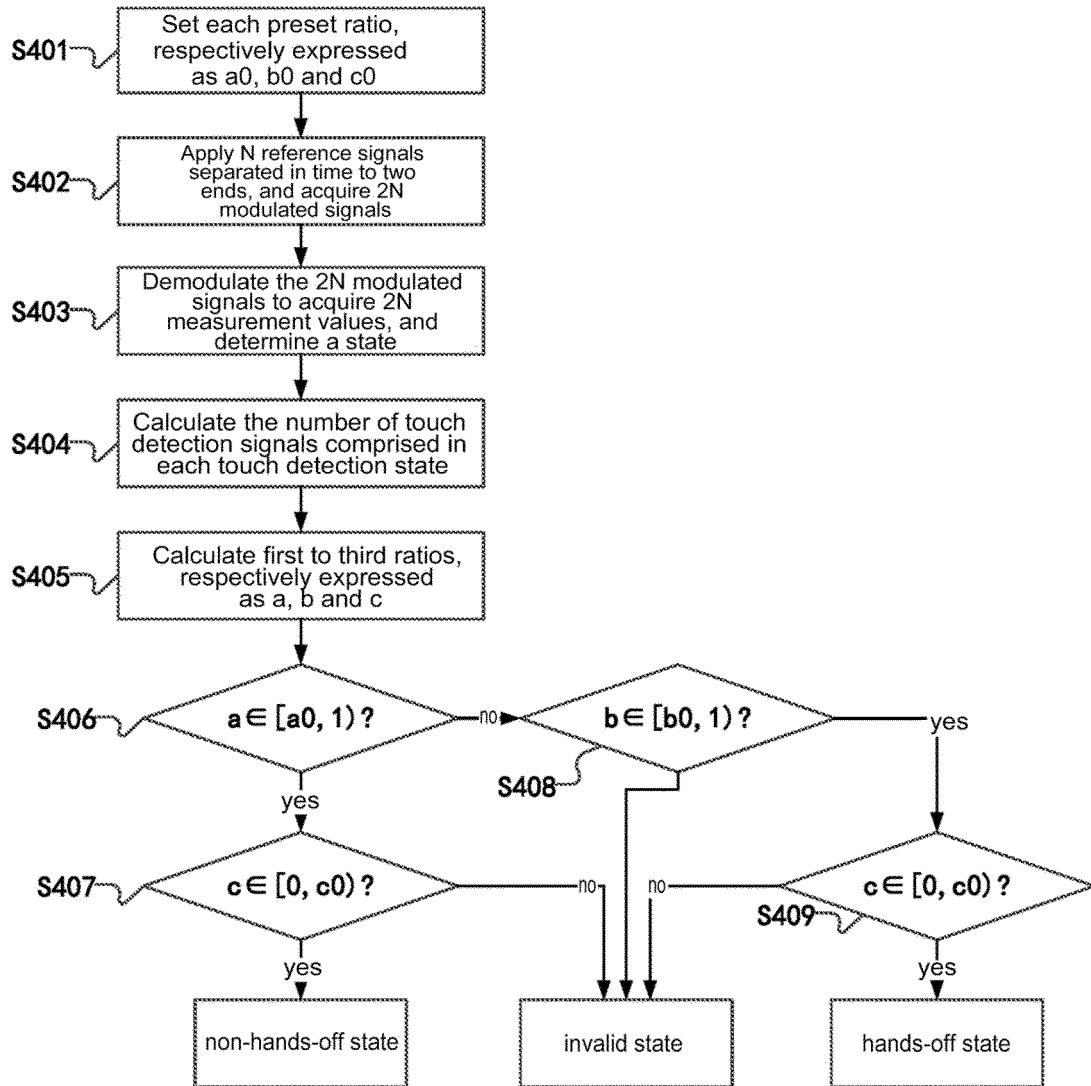 S401
Set each preset ratio,
respectively expressed
as a0, b0 and c0
S402
Apply N reference signals
separated in time to two
ends, and acquire 2N
modulated signals
S403
Demodulate the 2N modulated
signals to acquire 2N
measurement values, and
determine a state
S404
Calculate the number of touch
detection signals comprised in
each touch detection state
S405
Calculate first to third ratios,
respectively expressed
as a, b and c
S406
a ∈ [a0, 1) ?
no
b ∈ [b0, 1) ?
yes
S408
yes
S407
c ∈ [0, c0) ?
no
no
c ∈ [0, c0) ?
S409
yes
yes
non-hands-off state
invalid state
hands-off state